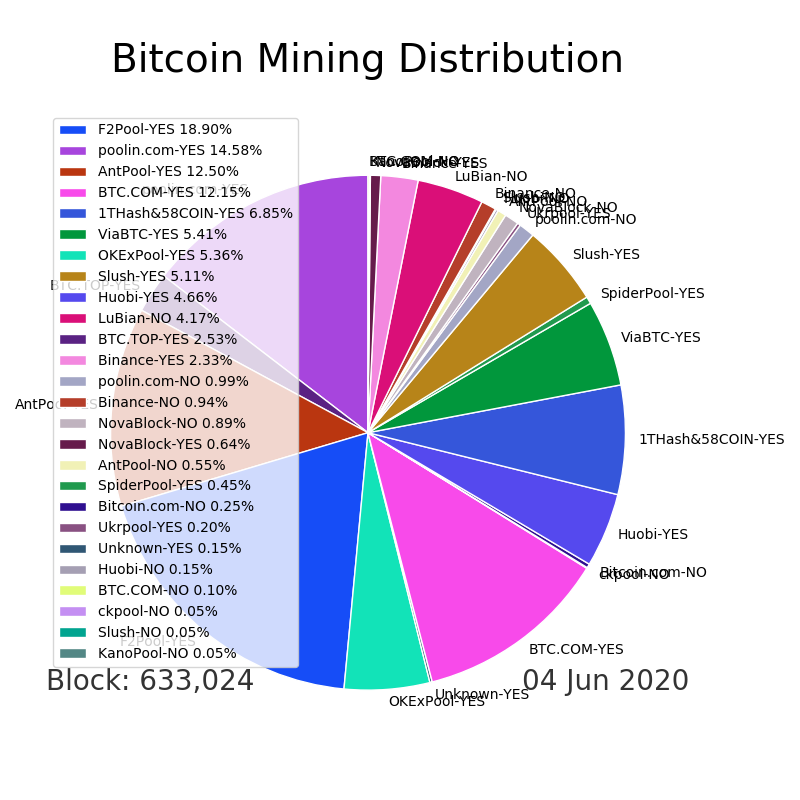 Bitcoin Mining Distribution
F2Pool-YES 18.90%
poolin.com-YES 14.58%
AntPool-YES 12.50%
BTC.COM-YES 12.15%
1THash&58COIN-YES 6.85%
ViaBTC-YES 5.41%
OKExPool-YES 5.36%
Slush-YES 5.11%
Huobi-YES 4.66%
LuBian-NO 4.17%
BTC.TOP-YES 2.53%
Binance-YES 2.33%
poolin.com-NO 0.99%
Binance-NO 0.94%
NovaBlock-NO 0.89%
NovaBlock-YES 0.64%
AntPool-NO 0.55%
SpiderPool-YES 0.45%
Bitcoin.com-NO 0.25%
Ukrpool-YES 0.20%
Unknown-YES 0.15%
Huobi-NO 0.15%
BTC.COM-NO 0.10%
ckpool-NO 0.05%
Slush-NO 0.05%
KanoPool-NO 0.05%
LuBian-NO
Binance-NO
NovaBlock-NO
Ukrpool-YES
poolin.com-NO
Slush-YES
SpiderPool-YES
ViaBTC-YES
1THash&58COIN-YES
Huobi-YES
Bitcoin.com-NO
ckpool-NO
BTC.COM-YES
Unknown-YES
OKExPool-YES
F2Pool-YES
AntPool-YES
BTC.TOP-YES
poolin.com-YES
Block: 633,024
04 Jun 2020